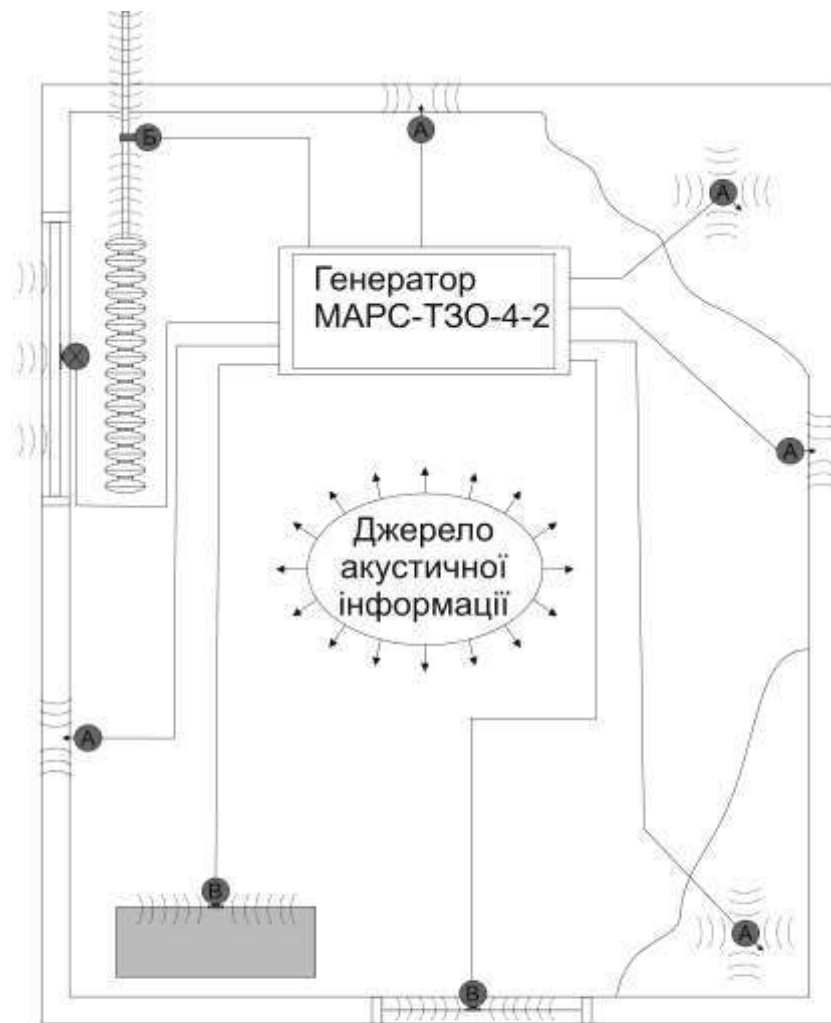 Б
А
А
Генератор
МАРС-ТЗО-4-2
Х
А
Джерело
акустичної
інформації
А
В
А
В